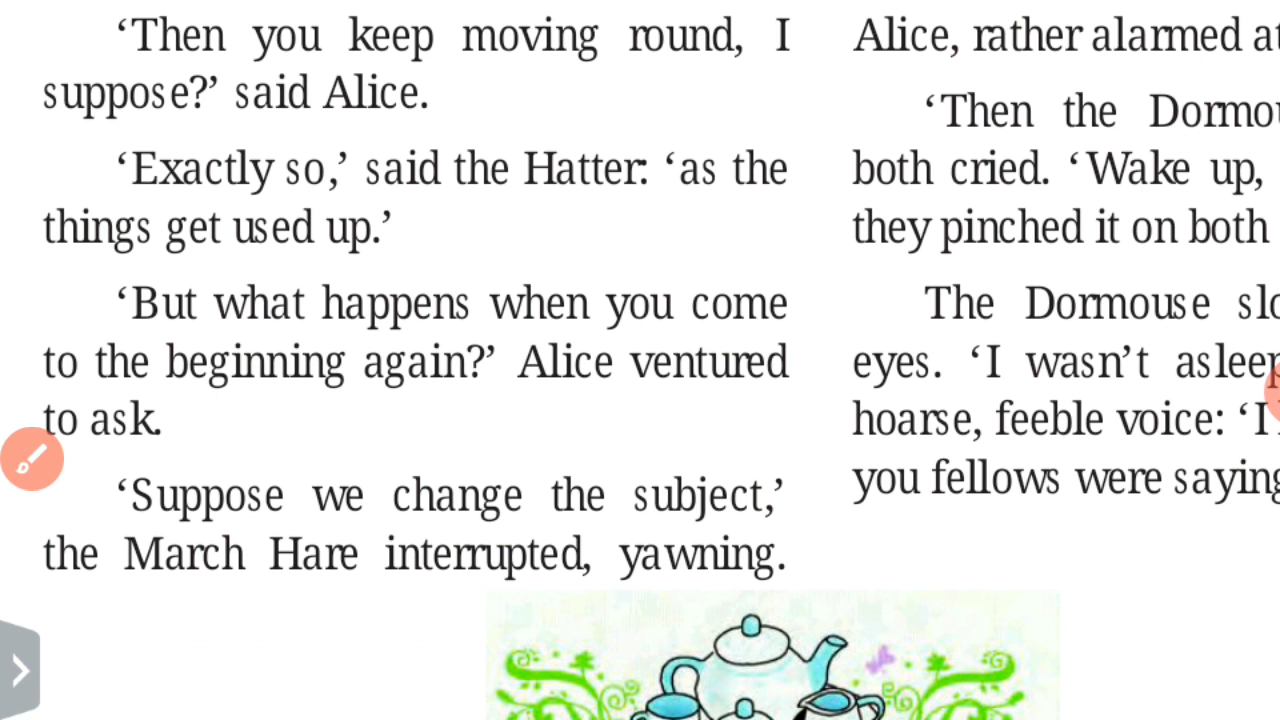 ‘Then you keep moving round, I
suppose?’ said Alice.
‘Exactly so,’ said the Hatter: ‘as the
things get used up.’
‘But what happens when you come
to the beginning again?’ Alice ventured
to ask.
‘Suppose we change the subject,’
the March Hare interrupted, yawning.
Alice, rather alarmed
‘Then the
both cried. ‘Wake up,
they pinched it on both
The Dormouse
eyes. ‘I wasn’t
hoarse, feeble voice: ‘I
you fellows were